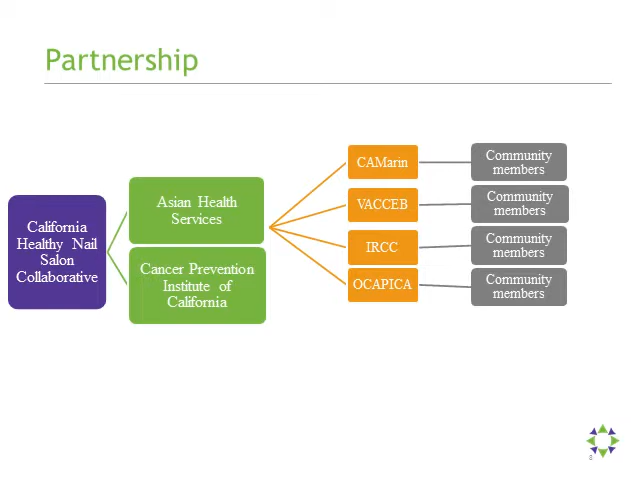 Partnership
California
Healthy Nail
Salon
Collaborative
Asian Health
Services
Cancer Prevention
Institute of
California
CAMarin
VACCEB
IRCC
OCAPICA
Community
members
Community
members
Community
members
Community
members